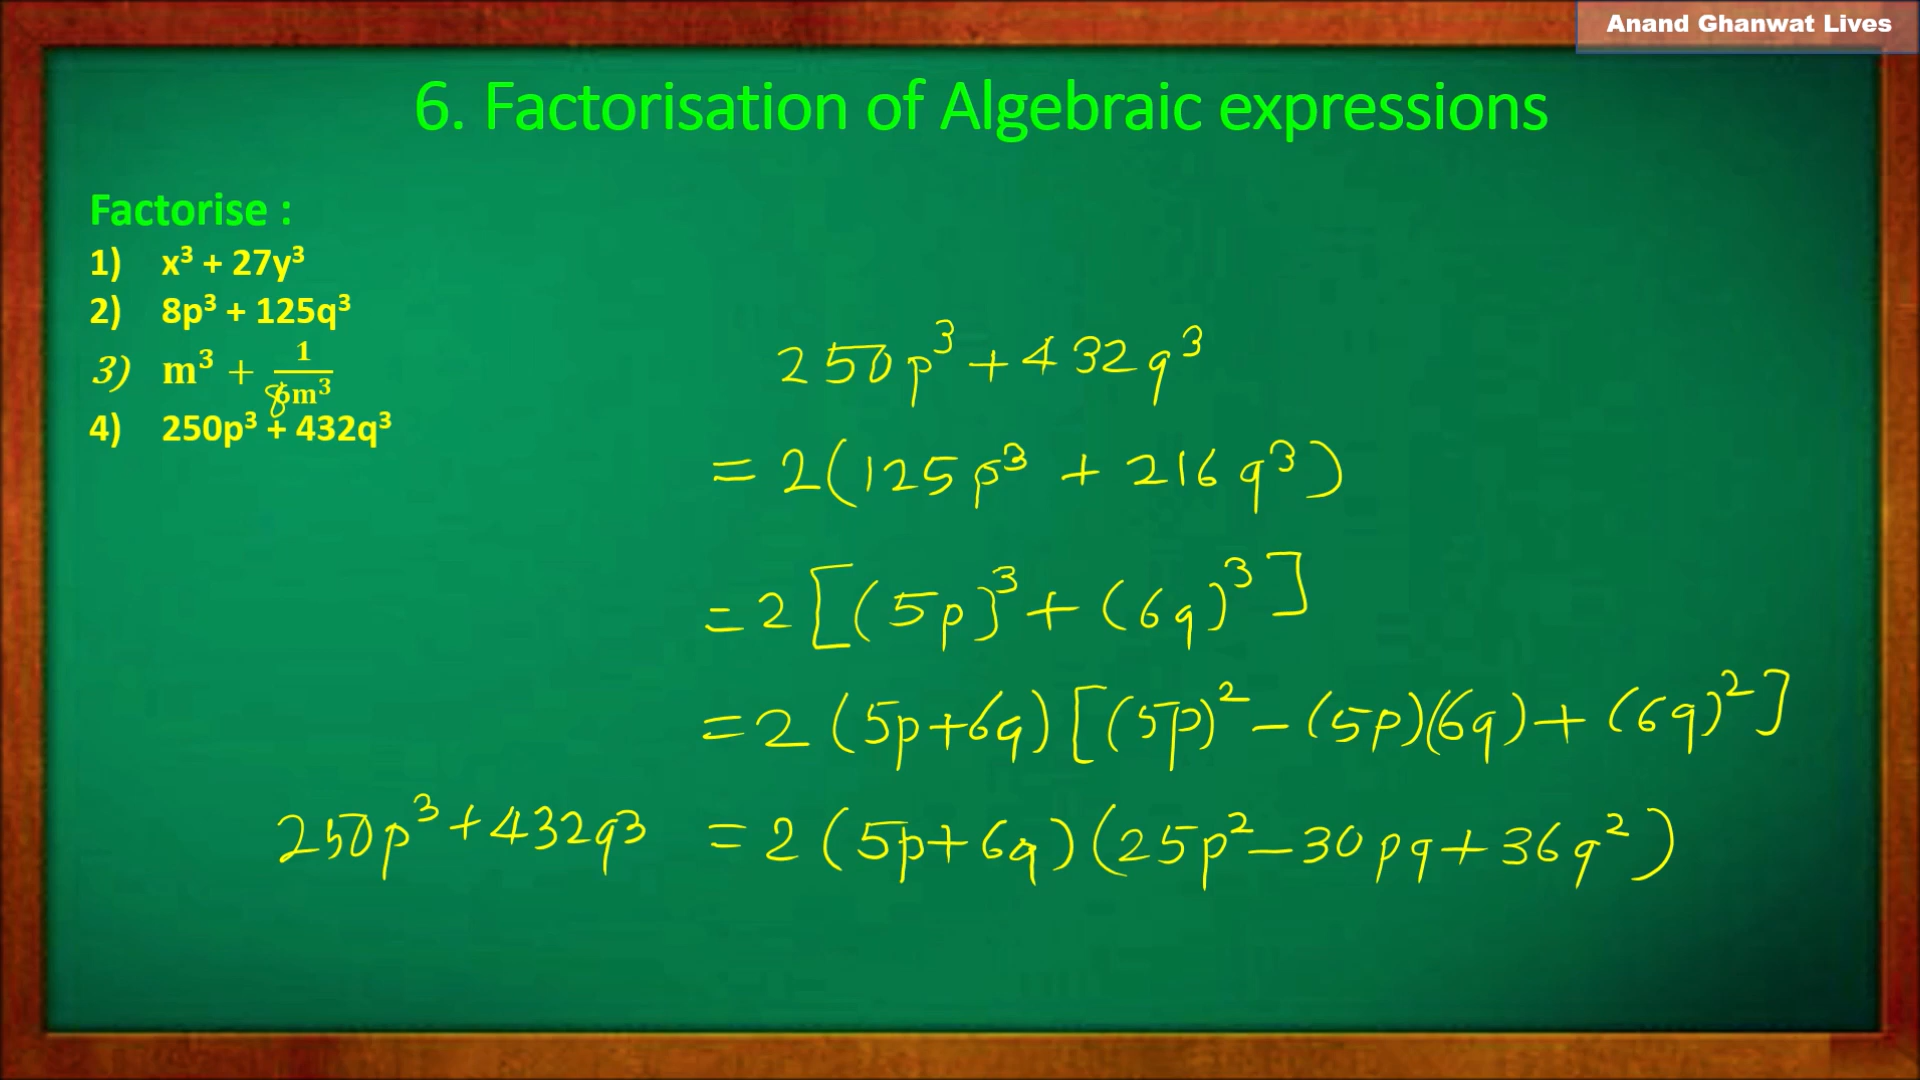 Anand Ghanwat Lives
6. Factorisation of Algebraic expressions
Factorise :
1) x³ + 27y³
2) 8p³ + 125q³
3) m³ + 1/8m³
4) 250p³ + 432q³
250p³ + 432q³
= 2(125p³ + 216q³)
= 2[(5p)³ + (6q)³]
= 2(5p+6q)[(5p)² - (5p)(6q) + (6q)²]
250p³ + 432q³ = 2(5p+6q)(25p² - 30pq + 36q²)